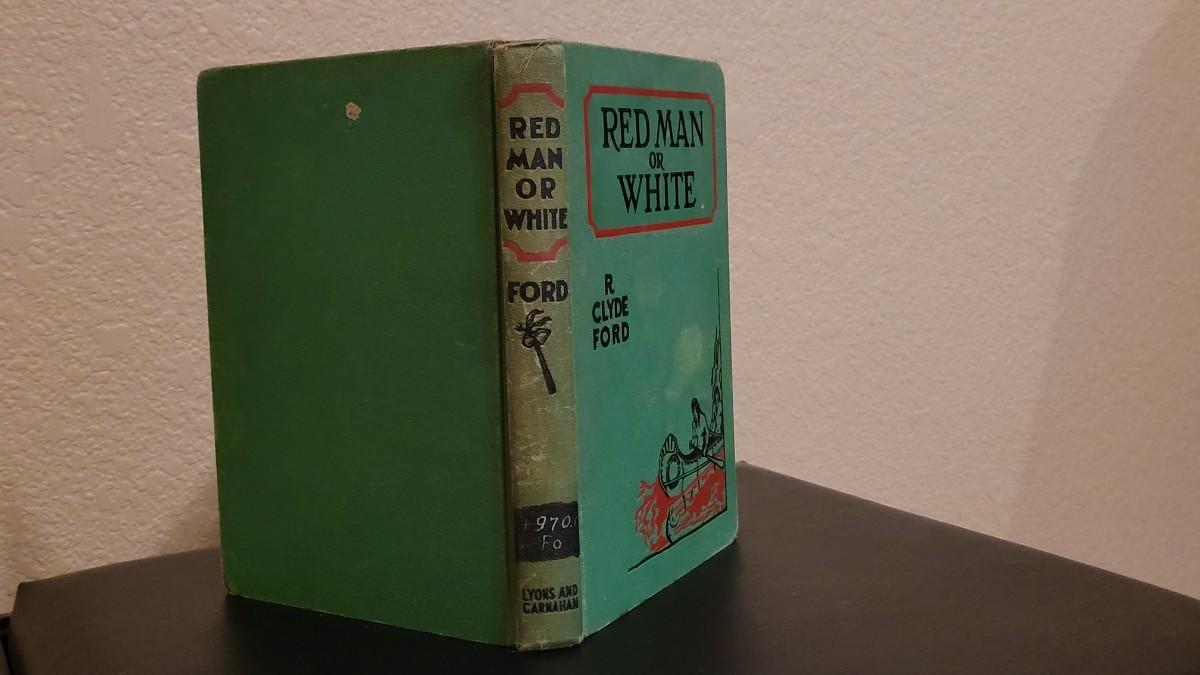 RED
MAN
OR
WHITE
FORD
+970.1
Fo
LYONS AND
CARNAHAN
RED MAN
OR
WHITE
R
CLYDE
FORD